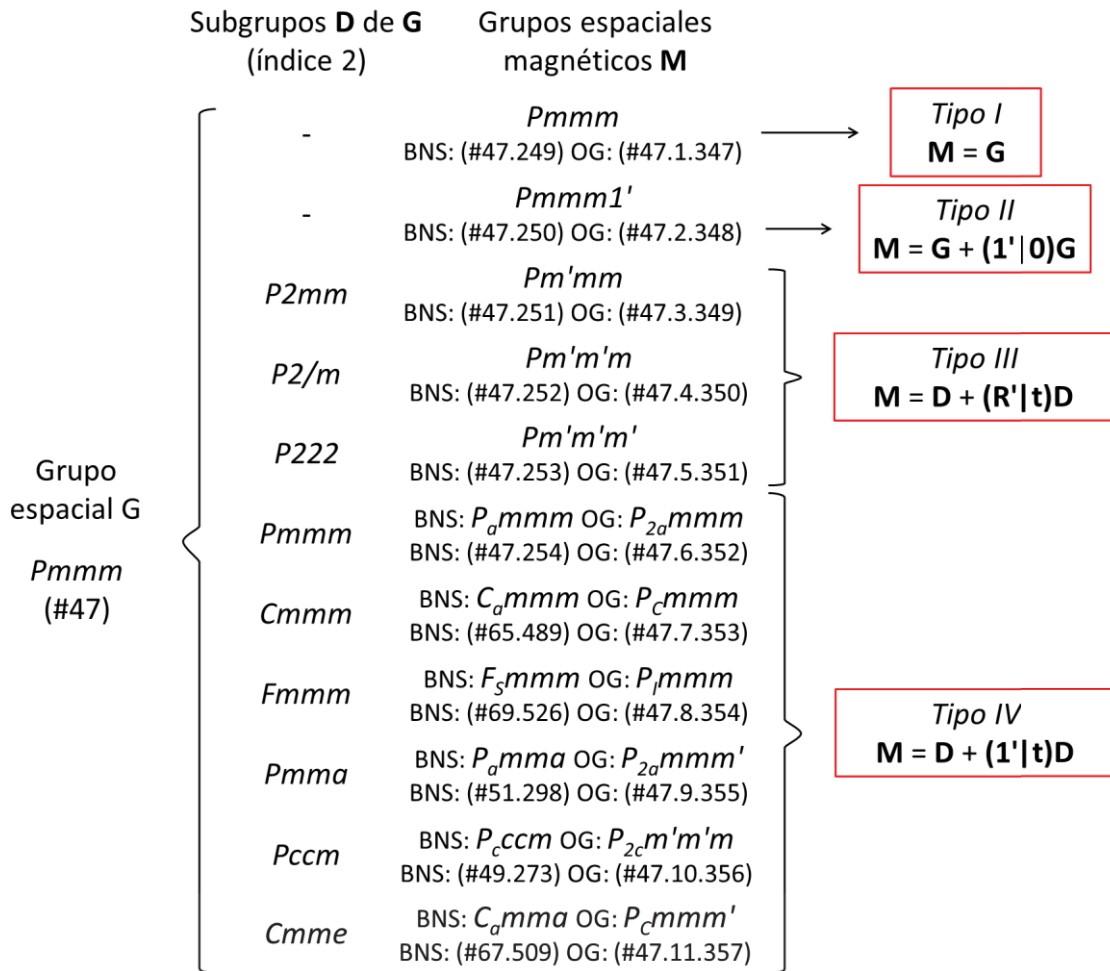 Subgrupos D de G
(índice 2)
Grupos espaciales
magnéticos M
Grupo
espacial G
Pmmm
(#47)
-
Pmmm
BNS: (#47.249) OG: (#47.1.347)
Tipo I
M = G
-
Pmmm1'
BNS: (#47.250) OG: (#47.2.348)
Tipo II
M = G + (1'|0)G
P2mm
Pm'mm
BNS: (#47.251) OG: (#47.3.349)
P2/m
Pm'm'm
BNS: (#47.252) OG: (#47.4.350)
Tipo III
M = D + (R'|t)D
P222
Pm'm'm'
BNS: (#47.253) OG: (#47.5.351)
Pmmm
BNS: Pₐmmm OG: P₂ₐmmm
BNS: (#47.254) OG: (#47.6.352)
Cmmm
BNS: Cₐmmm OG: P_Cmmm
BNS: (#65.489) OG: (#47.7.353)
Fmmm
BNS: F_Smmm OG: P_Immm
BNS: (#69.526) OG: (#47.8.354)
Tipo IV
M = D + (1'|t)D
Pmma
BNS: Pₐmma OG: P₂ₐmmm'
BNS: (#51.298) OG: (#47.9.355)
Pccm
BNS: P_cccm OG: P_2cm'm'm
BNS: (#49.273) OG: (#47.10.356)
Cmme
BNS: Cₐmma OG: P_Cmmm'
BNS: (#67.509) OG: (#47.11.357)